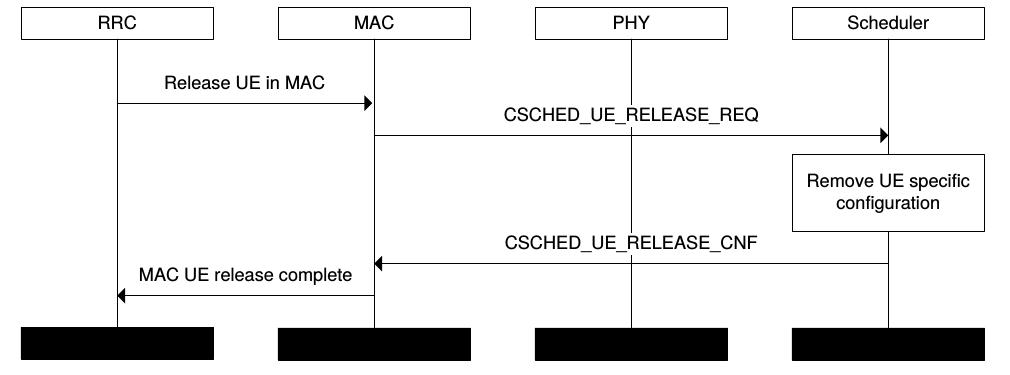 RRC
MAC
PHY
Scheduler
Release UE in MAC
CSCHED_UE_RELEASE_REQ
Remove UE specific
configuration
CSCHED_UE_RELEASE_CNF
MAC UE release complete